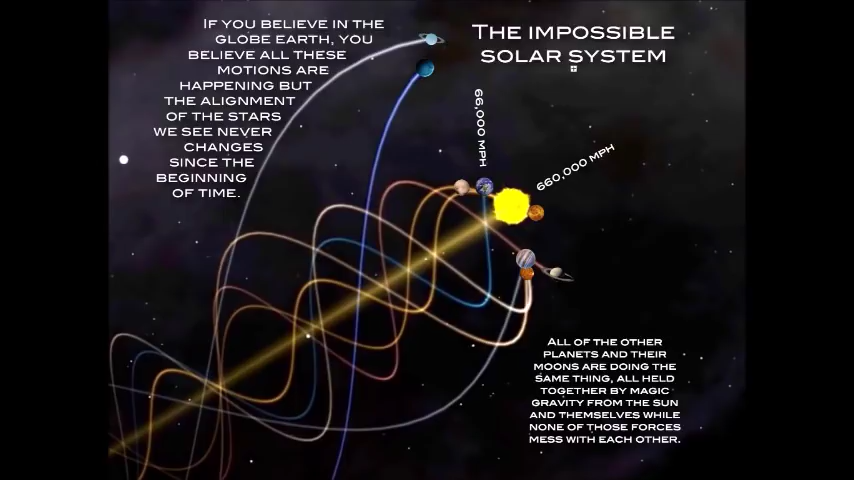 IF YOU BELIEVE IN THE
GLOBE EARTH, YOU
BELIEVE ALL THESE
MOTIONS ARE
HAPPENING BUT
THE ALIGNMENT
OF THE STARS
WE SEE NEVER
CHANGES
SINCE THE
BEGINNING
OF TIME.
THE IMPOSSIBLE
SOLAR SYSTEM
66,000 MPH
660,000 MPH
ALL OF THE OTHER
PLANETS AND THEIR
MOONS ARE DOING THE
SAME THING, ALL HELD
TOGETHER BY MAGIC
GRAVITY FROM THE SUN
AND THEMSELVES WHILE
NONE OF THOSE FORCES
MESS WITH EACH OTHER.